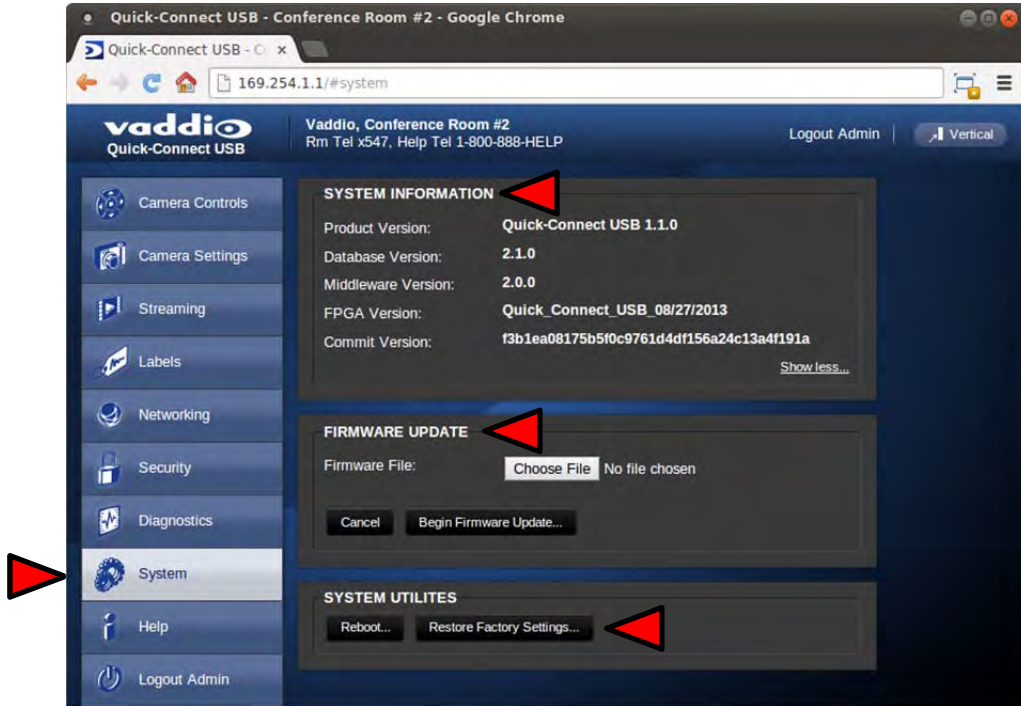 Quick-Connect USB - Conference Room #2 - Google Chrome
Quick-Connect USB - C
169.254.1.1/#system
vaddio
Quick-Connect USB
Vaddio, Conference Room #2
Rm Tel x547, Help Tel 1-800-888-HELP
Logout Admin
Vertical
Camera Controls
Camera Settings
Streaming
Labels
Networking
Security
Diagnostics
System
Help
Logout Admin
SYSTEM INFORMATION
Product Version: Quick-Connect USB 1.1.0
Database Version: 2.1.0
Middleware Version: 2.0.0
FPGA Version: Quick_Connect_USB_08/27/2013
Commit Version: f3b1ea08175b5f0c9761d4df156a24c13a4f191a
Show less...
FIRMWARE UPDATE
Firmware File: Choose File No file chosen
Cancel Begin Firmware Update...
SYSTEM UTILITES
Reboot... Restore Factory Settings...